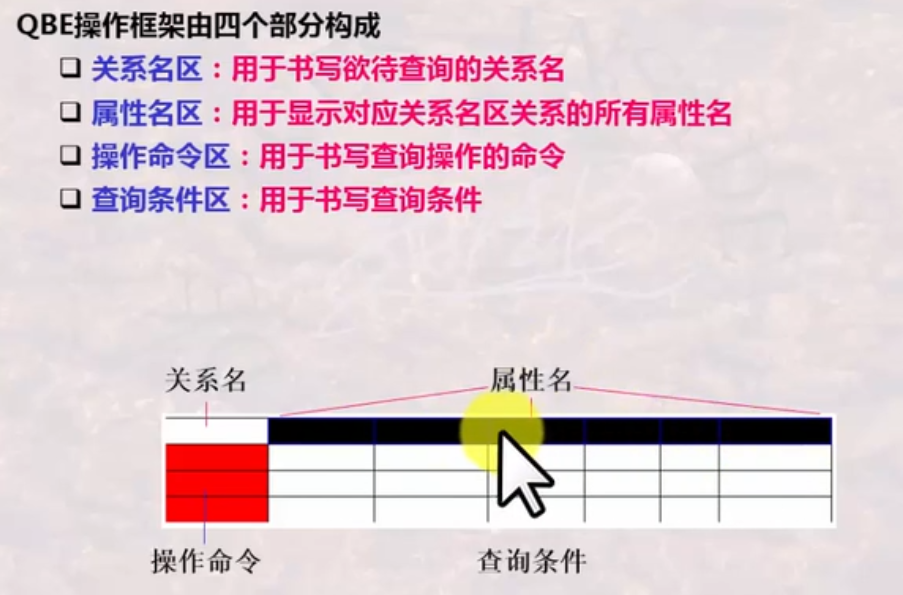 QBE操作框架由四个部分构成
关系名区：用于书写欲待查询的关系名
属性名区：用于显示对应关系名区关系的所有属性名
操作命令区：用于书写查询操作的命令
查询条件区：用于书写查询条件
关系名
属性名
操作命令
查询条件